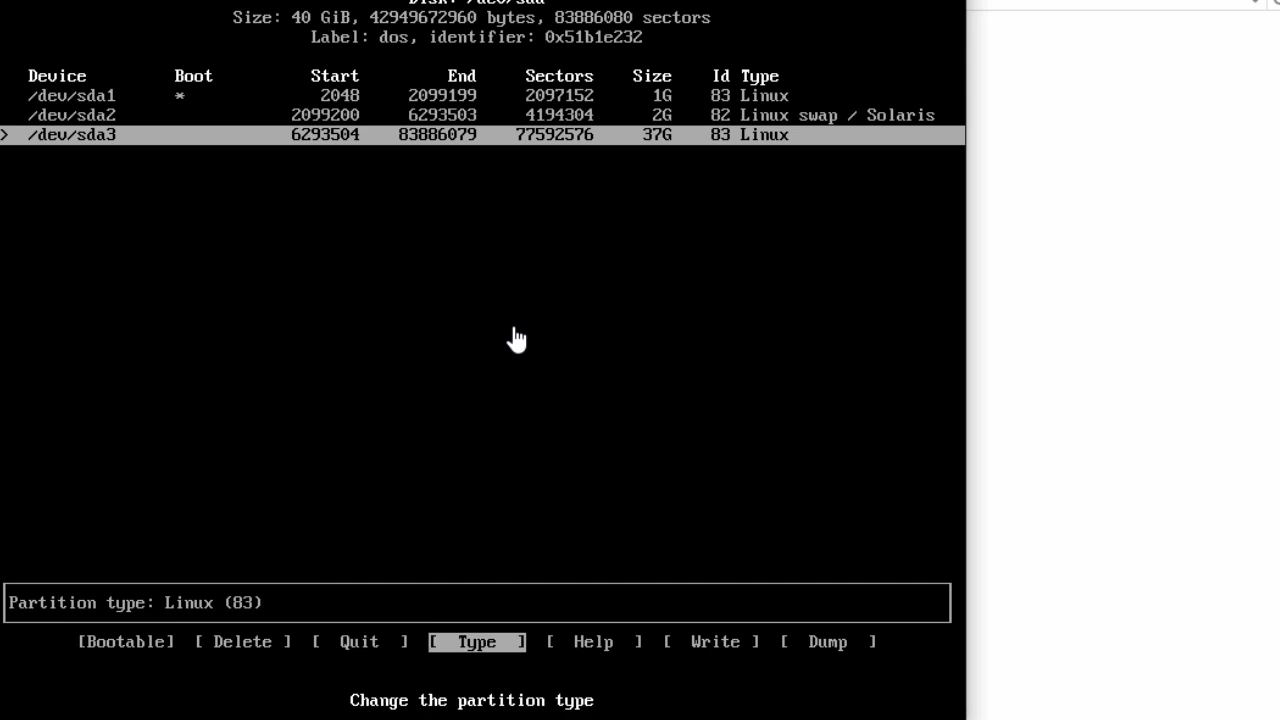 Disk: /dev/sda
Size: 40 GiB, 42949672960 bytes, 83886080 sectors
Label: dos, identifier: 0x51b1e232
Device Boot Start End Sectors Size Id Type
/dev/sda1 * 2048 2099199 2097152 1G 83 Linux
/dev/sda2 2099200 6293503 4194304 2G 82 Linux swap / Solaris
> /dev/sda3 6293504 83886079 77592576 37G 83 Linux
Partition type: Linux (83)
[Bootable] [ Delete ] [ Quit ] [ Type ] [ Help ] [ Write ] [ Dump ]
Change the partition type